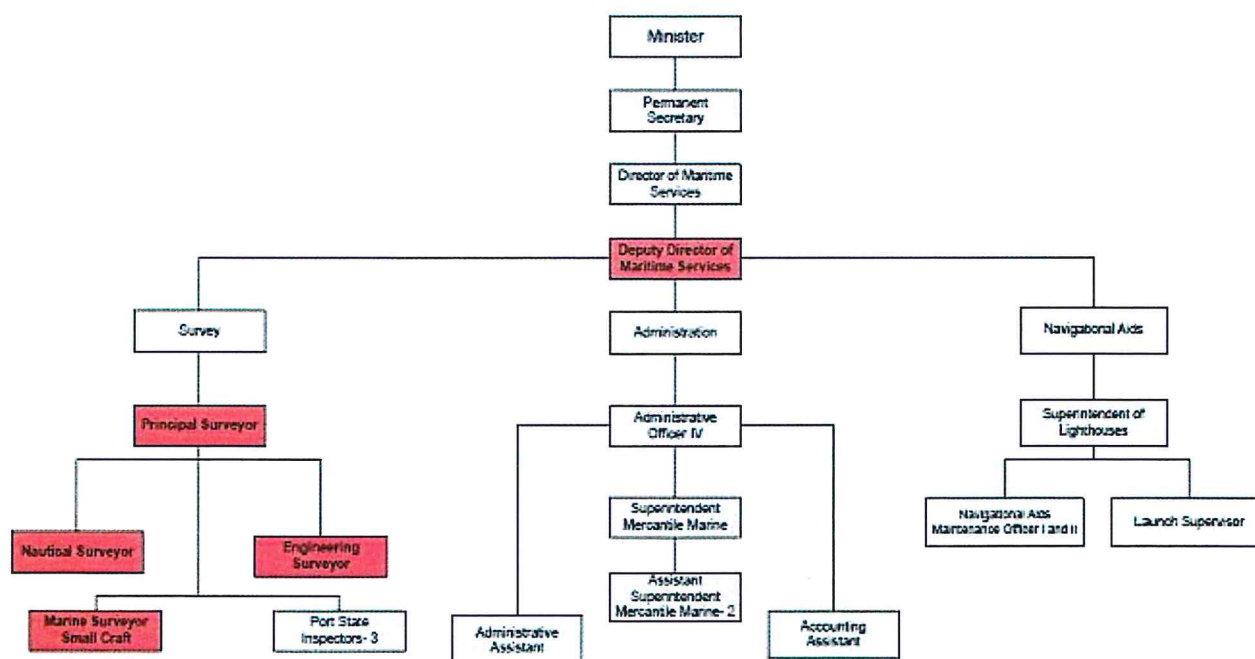 Minister
Permanent
Secretary
Director of Maritime
Services
Deputy Director of
Maritime Services
Survey
Administration
Navigational Aids
Principal Surveyor
Administrative
Officer IV
Superintendent of
Lighthouses
Nautical Surveyor
Engineering
Surveyor
Superintendent
Mercantile Marine
Navigational Aids
Maintenance Officer I and II
Launch Supervisor
Marine Surveyor
Small Craft
Port State
Inspectors- 3
Assistant
Superintendent
Mercantile Marine- 2
Administrative
Assistant
Accounting
Assistant